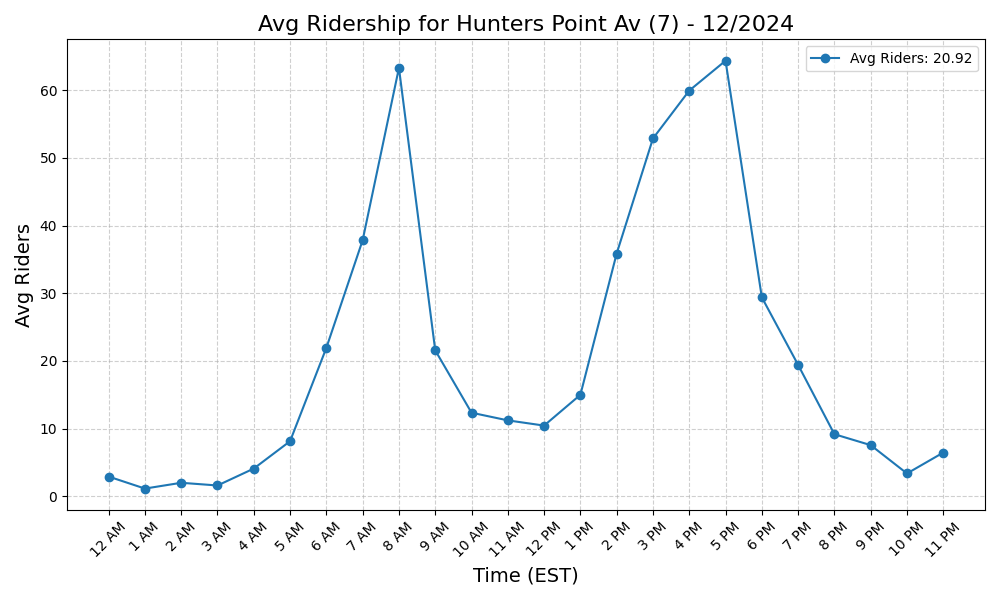 Avg Ridership for Hunters Point Av (7) - 12/2024
Avg Riders: 20.92
Avg Riders
60
50
40
30
20
10
0
12 AM
1 AM
2 AM
3 AM
4 AM
5 AM
6 AM
7 AM
8 AM
9 AM
10 AM
11 AM
12 PM
1 PM
2 PM
3 PM
4 PM
5 PM
6 PM
7 PM
8 PM
9 PM
10 PM
11 PM
Time (EST)